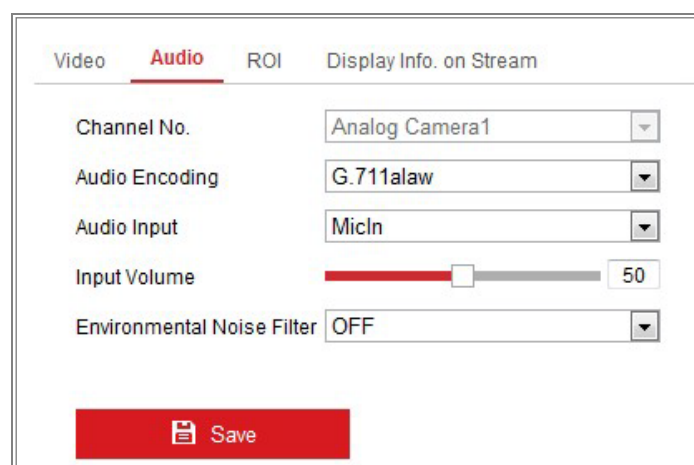 Video Audio ROI Display Info. on Stream
Channel No. Analog Camera1
Audio Encoding G.711alaw
Audio Input MicIn
Input Volume 50
Environmental Noise Filter OFF
Save